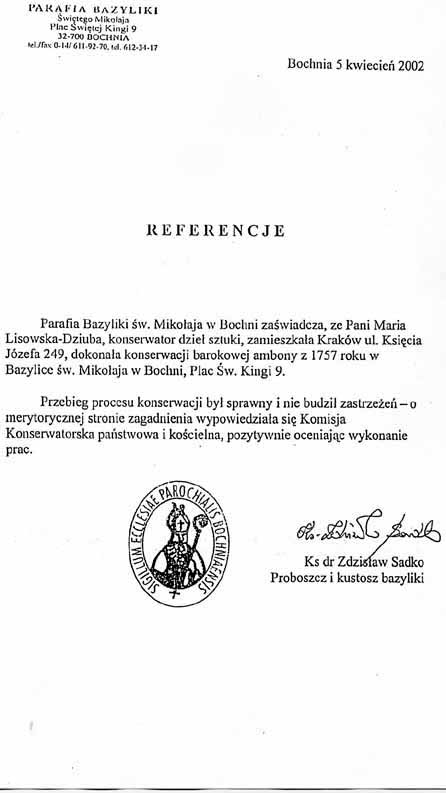 PARAFIA BAZYLIKI
Świętego Mikołaja
Plac Świętej Kingi 9
32-700 BOCHNIA
tel./fax 0-14/ 611-92-70, tel. 612-34-17
Bochnia 5 kwiecień 2002
REFERENCJE
Parafia Bazyliki św. Mikołaja w Bochni zaświadcza, ze Pani Maria
Lisowska-Dziuba, konserwator dzieł sztuki, zamieszkała Kraków ul. Księcia
Józefa 249, dokonała konserwacji barokowej ambony z 1757 roku w
Bazylice św. Mikołaja w Bochni, Plac Św. Kingi 9.
Przebieg procesu konserwacji był sprawny i nie budził zastrzeżeń – o
merytorycznej stronie zagadnienia wypowiedziała się Komisja
Konserwatorska państwowa i kościelna, pozytywnie oceniając wykonanie
prac.
SIGILLUM ECCLESIAE PAROCHIALIS BOCHNIAENSIS
Ks dr Zdzisław Sadko
Proboszcz i kustosz bazyliki